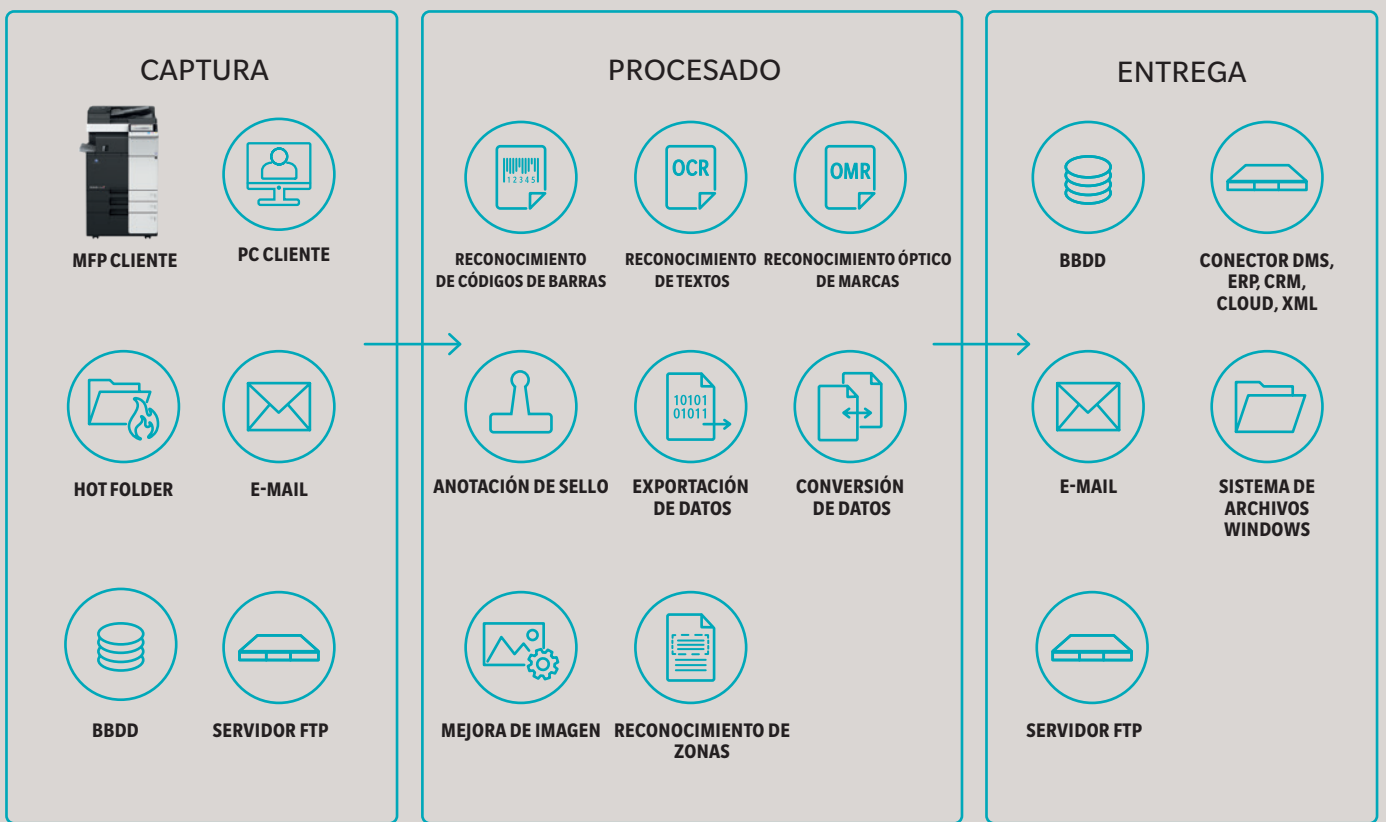 CAPTURA
MFP CLIENTE
PC CLIENTE
HOT FOLDER
E-MAIL
BBDD
SERVIDOR FTP
PROCESADO
12345
RECONOCIMIENTO
DE CÓDIGOS DE BARRAS
OCR
RECONOCIMIENTO
DE TEXTOS
OMR
RECONOCIMIENTO ÓPTICO
DE MARCAS
ANOTACIÓN DE SELLO
10101
01011
EXPORTACIÓN
DE DATOS
CONVERSIÓN
DE DATOS
MEJORA DE IMAGEN
RECONOCIMIENTO DE
ZONAS
ENTREGA
BBDD
CONECTOR DMS,
ERP, CRM,
CLOUD, XML
E-MAIL
SISTEMA DE
ARCHIVOS
WINDOWS
SERVIDOR FTP